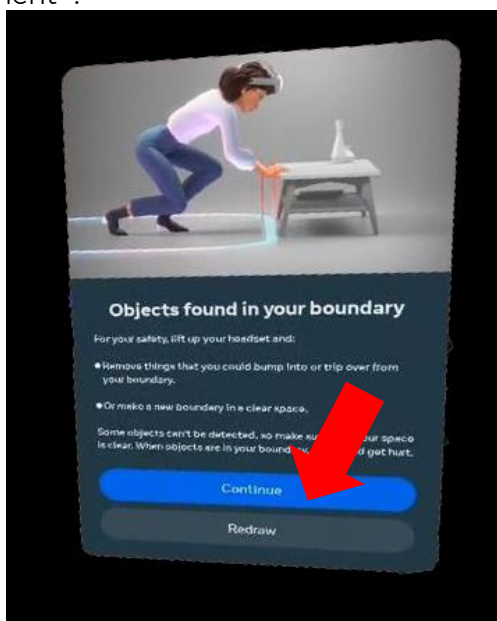 Objects found in your boundary
For your safety, lift up your headset and:
Remove things that you could bump into or trip over from
your boundary.
Or make a new boundary in a clear space.
Some objects can't be detected, so make your space
is clear. When objects are in your boundary, get hurt.
Continue
Redraw